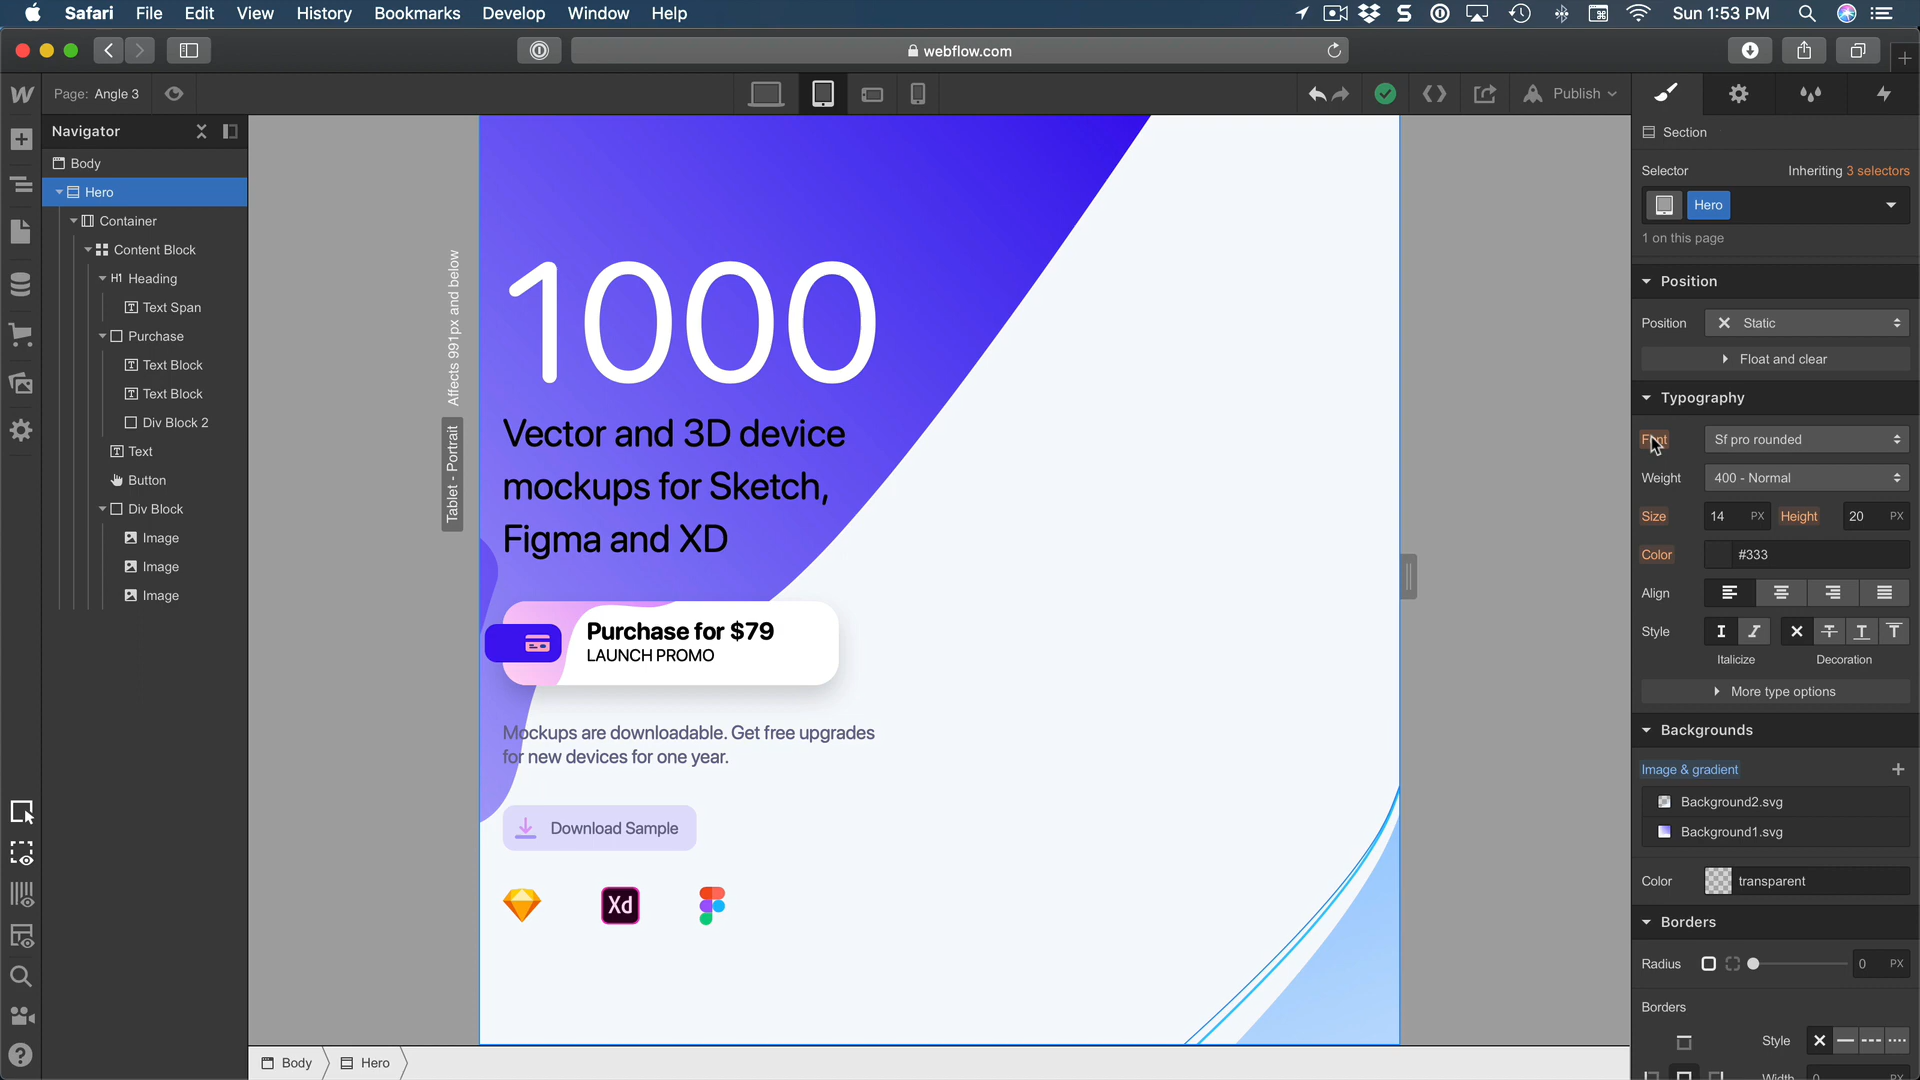 Safari File Edit View History Bookmarks Develop Window Help
Sun 1:53 PM
webflow.com
Page: Angle 3
Publish
Navigator
Body
Hero
Container
Content Block
H1 Heading
Text Span
Purchase
Text Block
Text Block
Div Block 2
Text
Button
Div Block
Image
Image
Image
Affects 991px and below
Tablet - Portrait
1000
Vector and 3D device
mockups for Sketch,
Figma and XD
Purchase for $79
LAUNCH PROMO
Mockups are downloadable. Get free upgrades
for new devices for one year.
Download Sample
Xd
Body
Hero
Section
Selector
Inheriting 3 selectors
Hero
1 on this page
Position
Position Static
Float and clear
Typography
Font Sf pro rounded
Weight 400 - Normal
Size 14 PX Height 20 PX
Color #333
Align
Style
Italicize Decoration
More type options
Backgrounds
Image & gradient
Background2.svg
Background1.svg
Color transparent
Borders
Radius 0 PX
Borders
Style
Width 0 PX